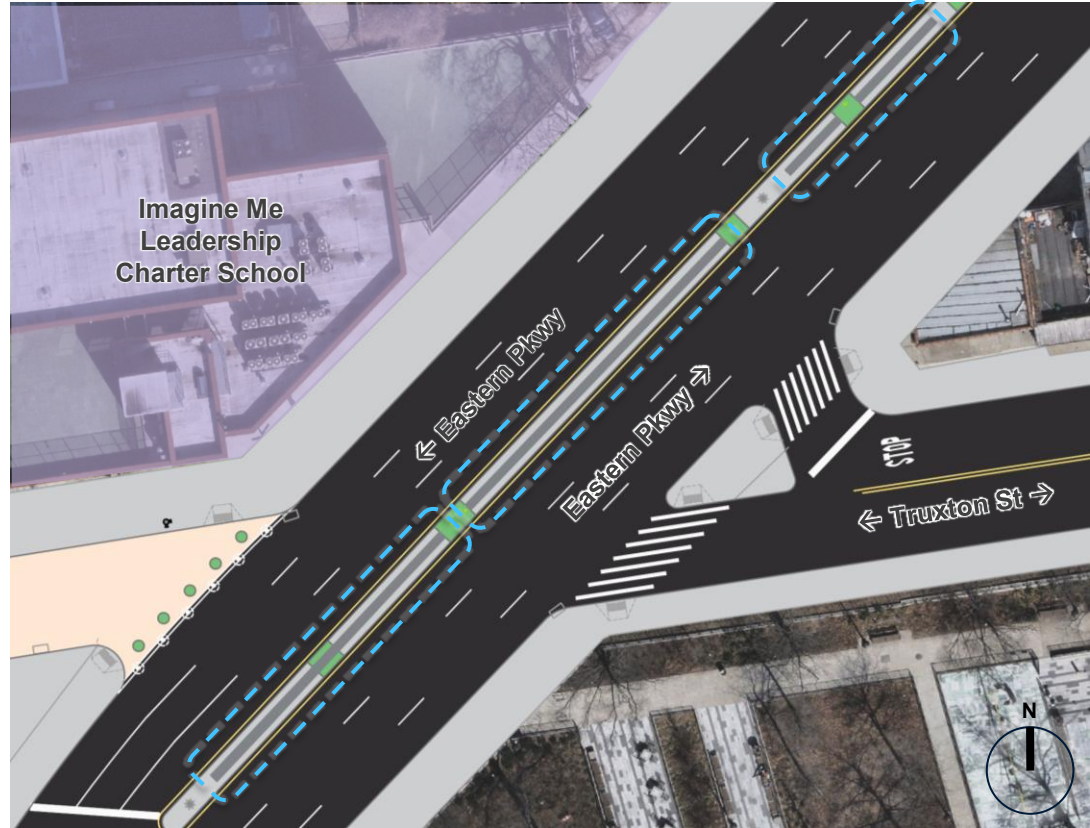 Imagine Me
Leadership
Charter School
← Eastern Pkwy
Eastern Pkwy →
STOP
← Truxton St →
N